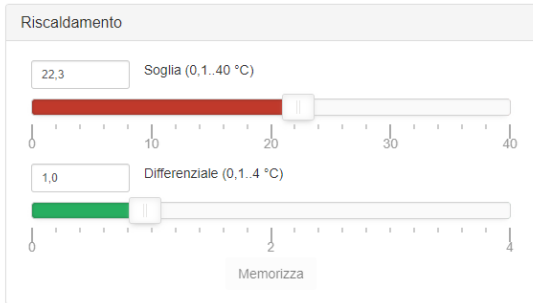 Riscaldamento
22,3 Soglia (0,1..40 °C)
0 10 20 30 40
1,0 Differenziale (0,1..4 °C)
0 2 4
Memorizza